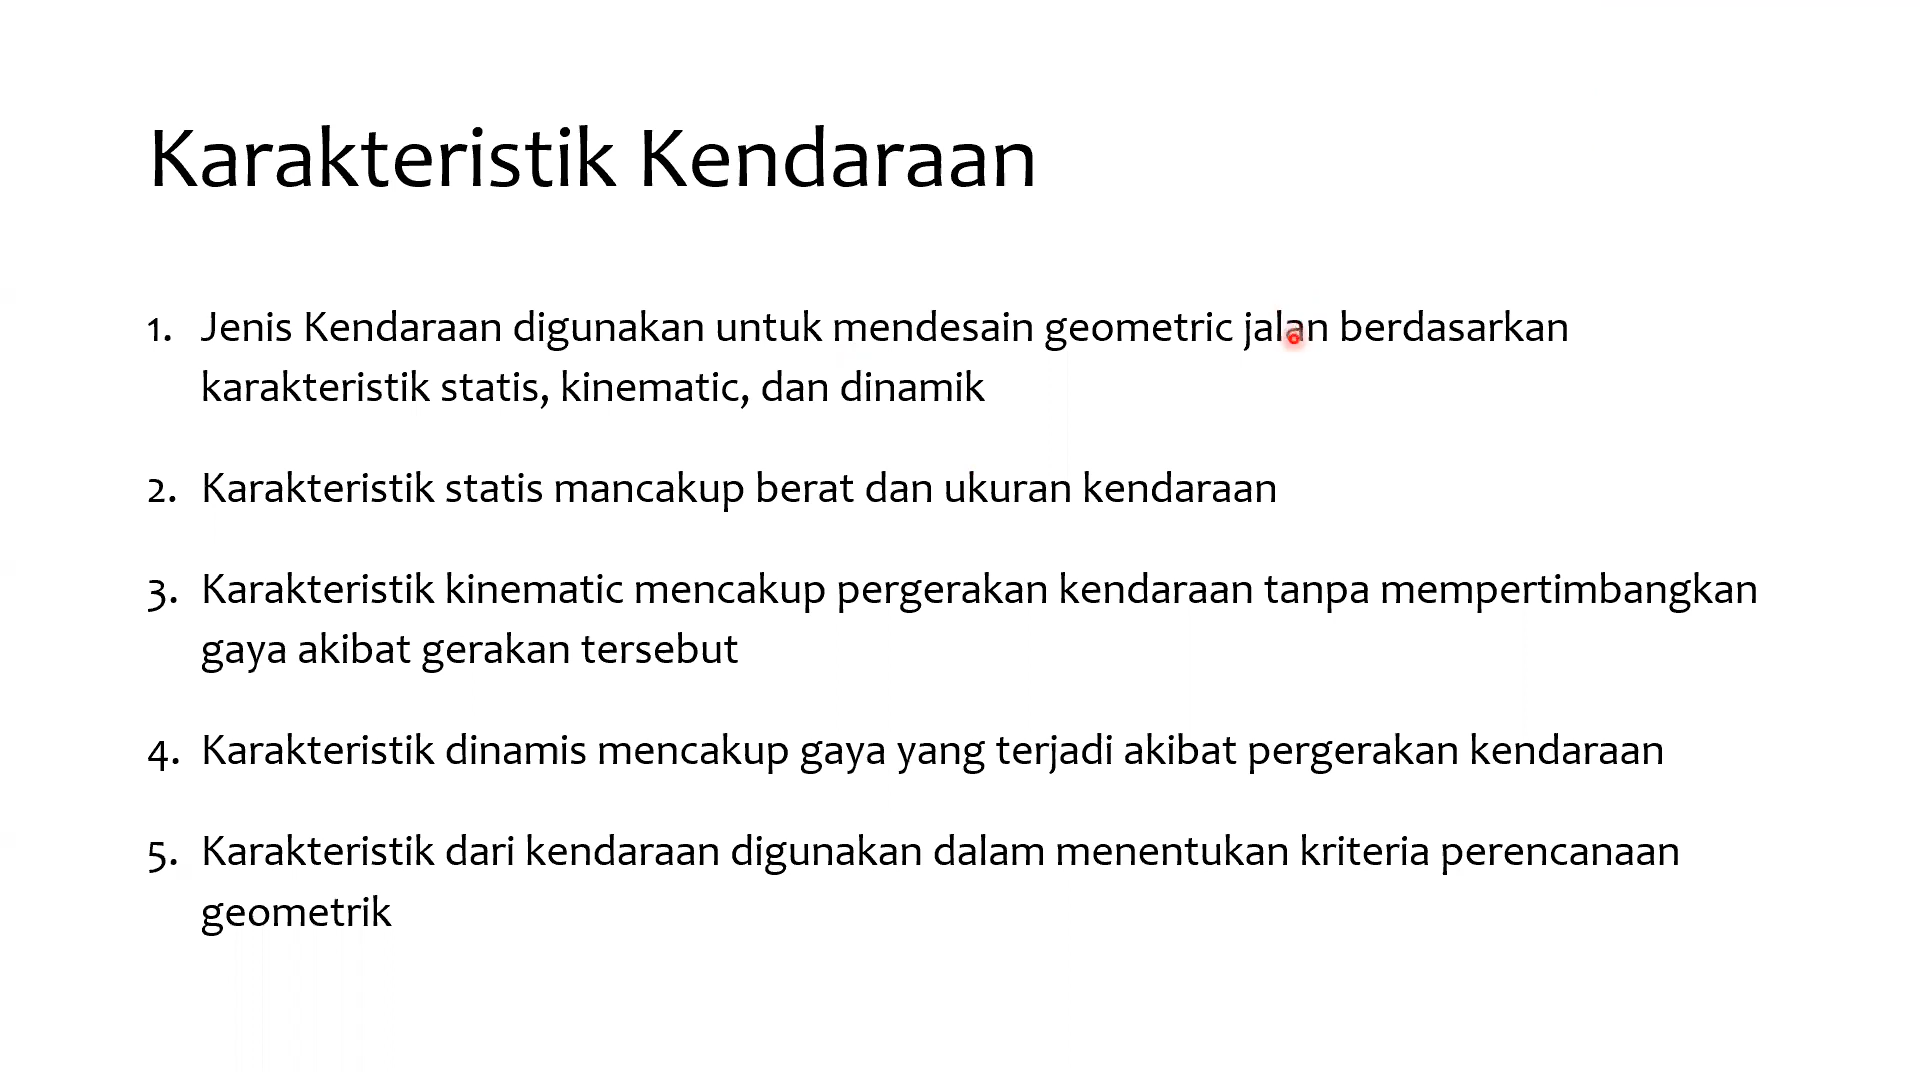 Karakteristik Kendaraan
1. Jenis Kendaraan digunakan untuk mendesain geometric jalan berdasarkan
karakteristik statis, kinematic, dan dinamik
2. Karakteristik statis mancakup berat dan ukuran kendaraan
3. Karakteristik kinematic mencakup pergerakan kendaraan tanpa mempertimbangkan
gaya akibat gerakan tersebut
4. Karakteristik dinamis mencakup gaya yang terjadi akibat pergerakan kendaraan
5. Karakteristik dari kendaraan digunakan dalam menentukan kriteria perencanaan
geometrik